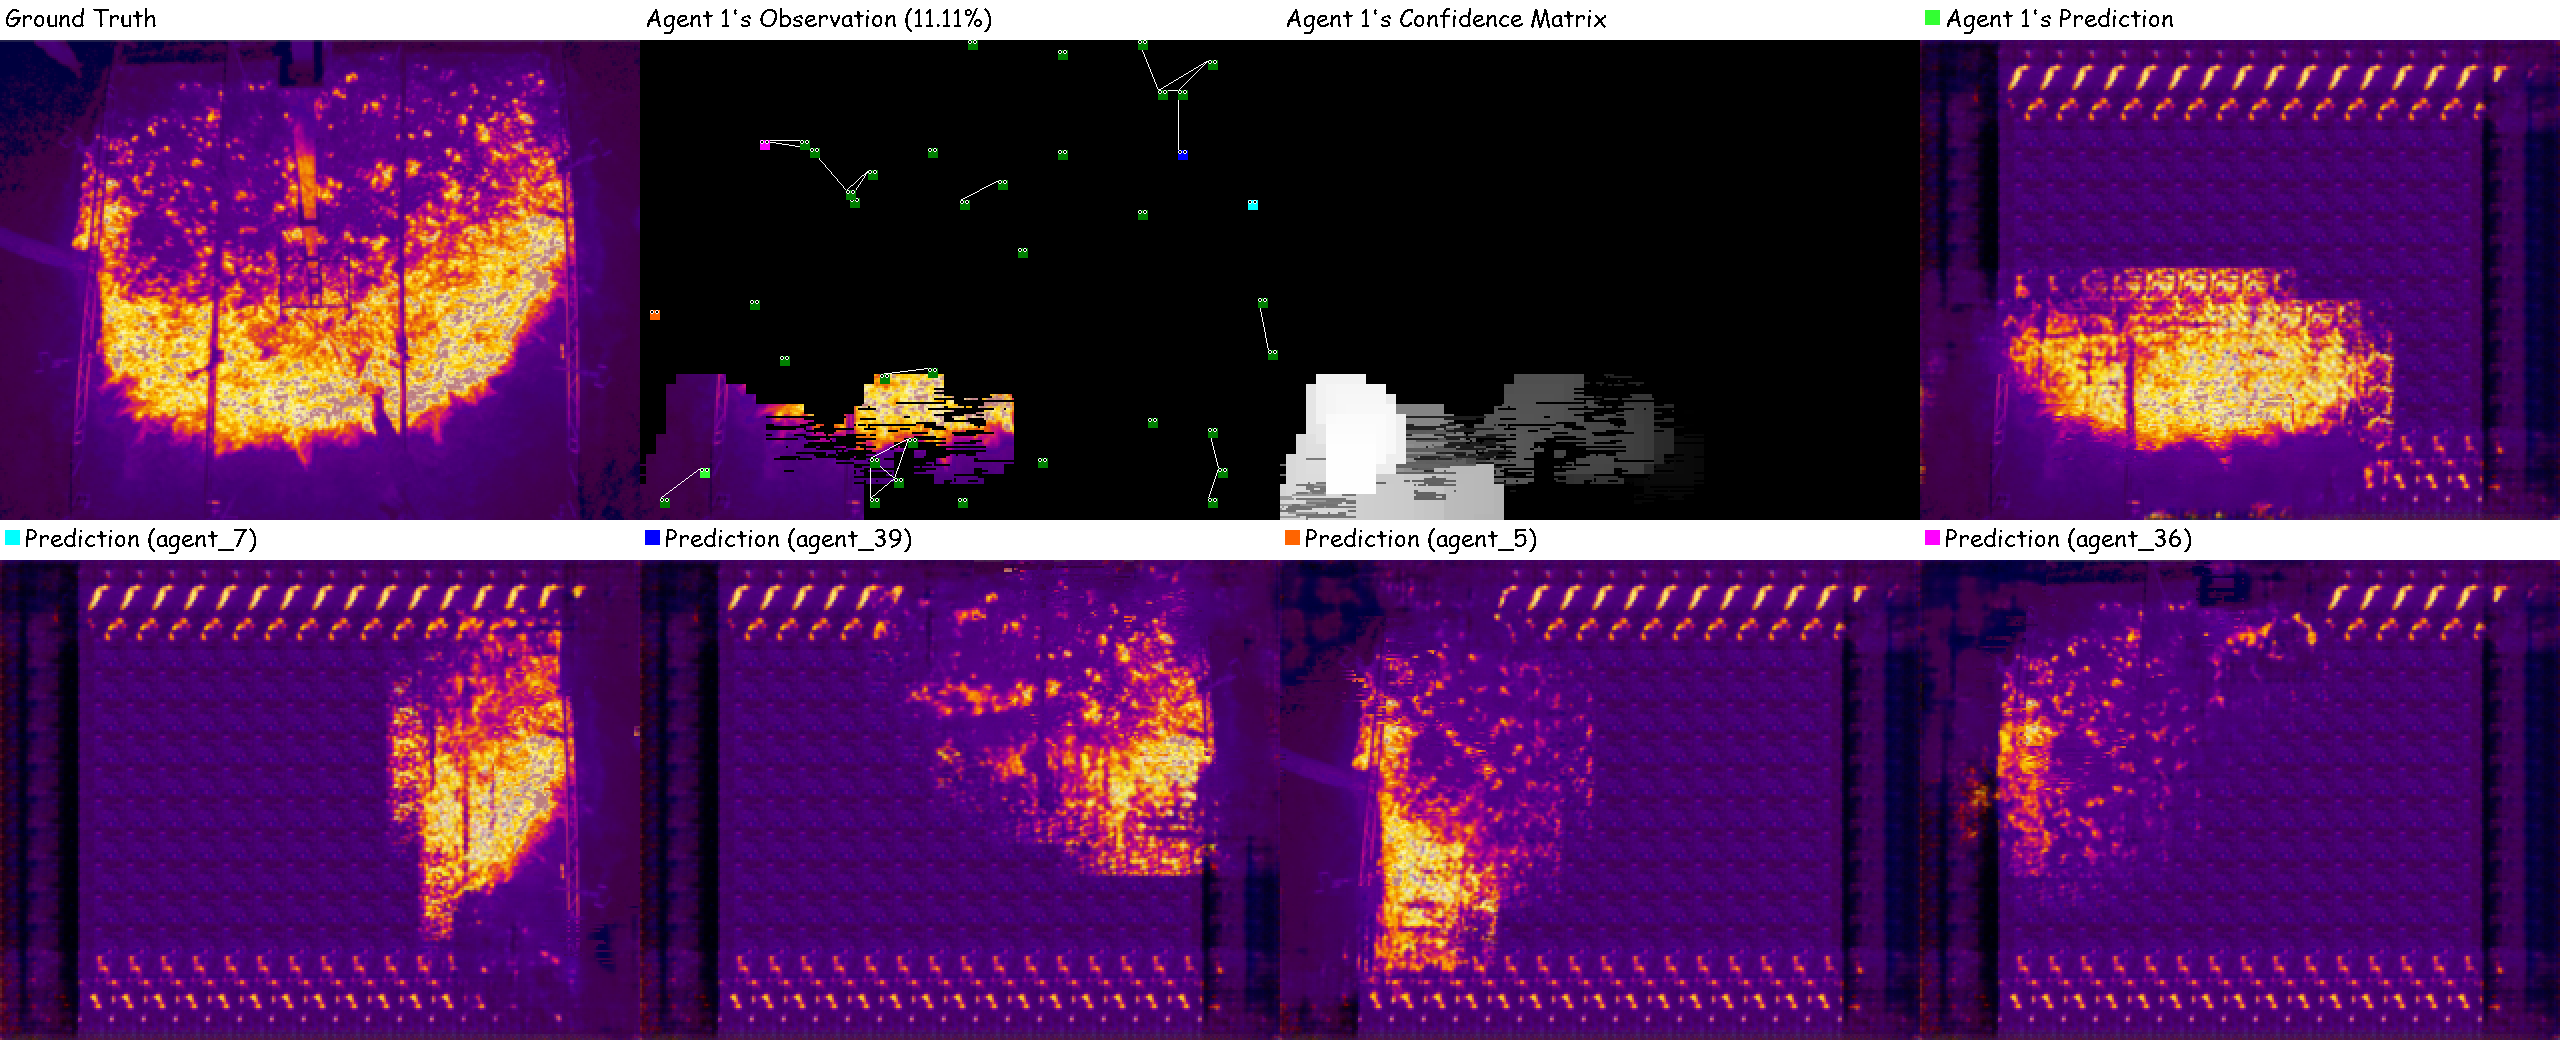 Ground Truth
Agent 1's Observation (11.11%)
Agent 1's Confidence Matrix
Agent 1's Prediction
Prediction (agent_7)
Prediction (agent_39)
Prediction (agent_5)
Prediction (agent_36)